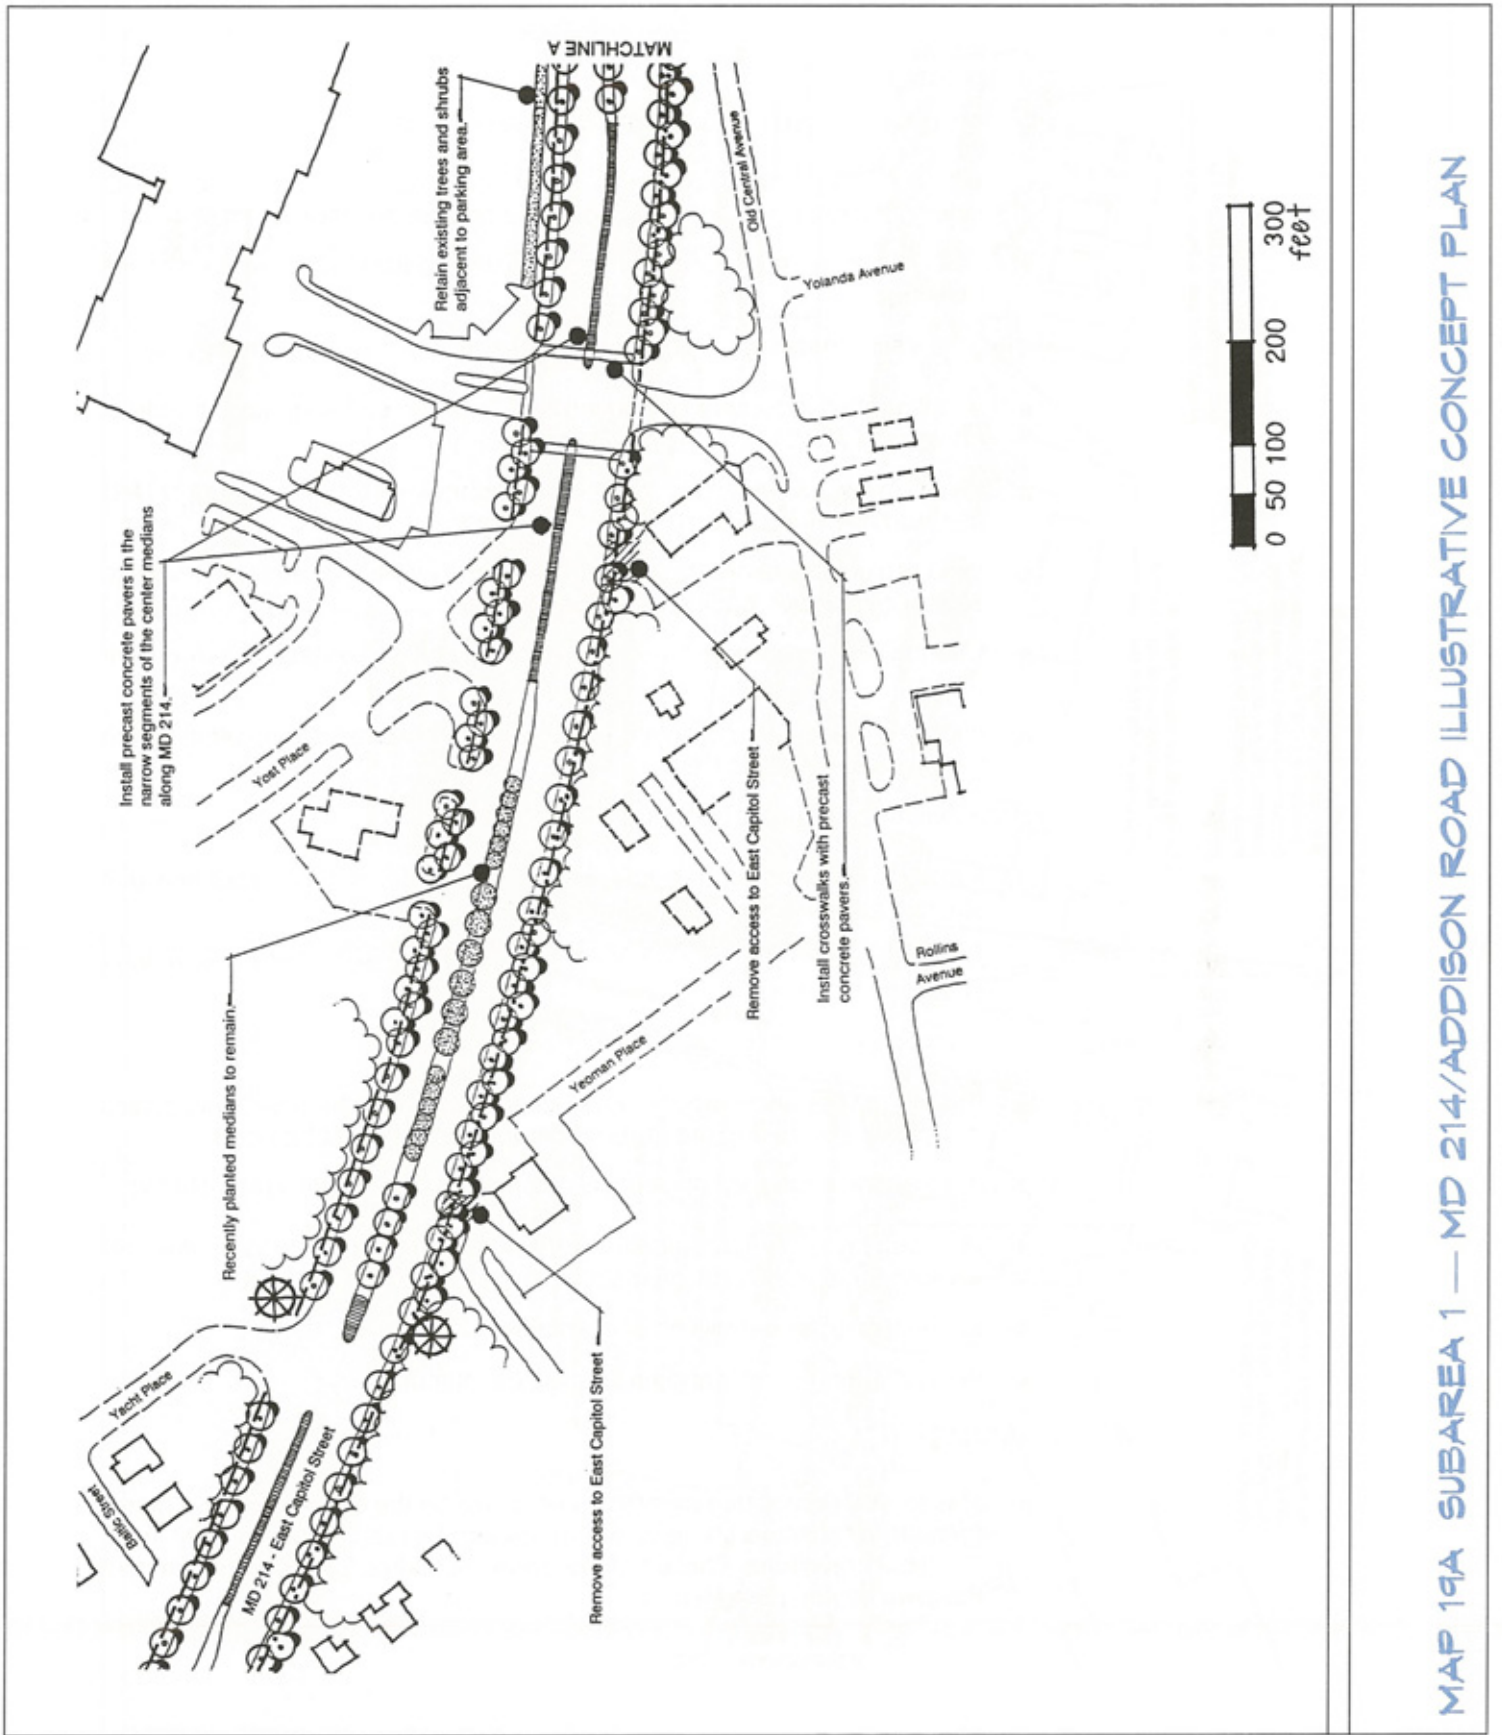 MATCHLINE A
Retain existing trees and shrubs
adjacent to parking area.
Old Central Avenue
Yolanda Avenue
Install precast concrete pavers in the
narrow segments of the center medians
along MD 214.
Yost Place
Recently planted medians to remain.
Remove access to East Capitol Street
Install crosswalks with precast
concrete pavers.
Rollins
Avenue
Yeoman Place
Yacht Place
Baltic Street
MD 214 - East Capitol Street
Remove access to East Capitol Street
0 50 100 200 300
feet
MAP 19A SUBAREA 1 — MD 214/ADDISON ROAD ILLUSTRATIVE CONCEPT PLAN